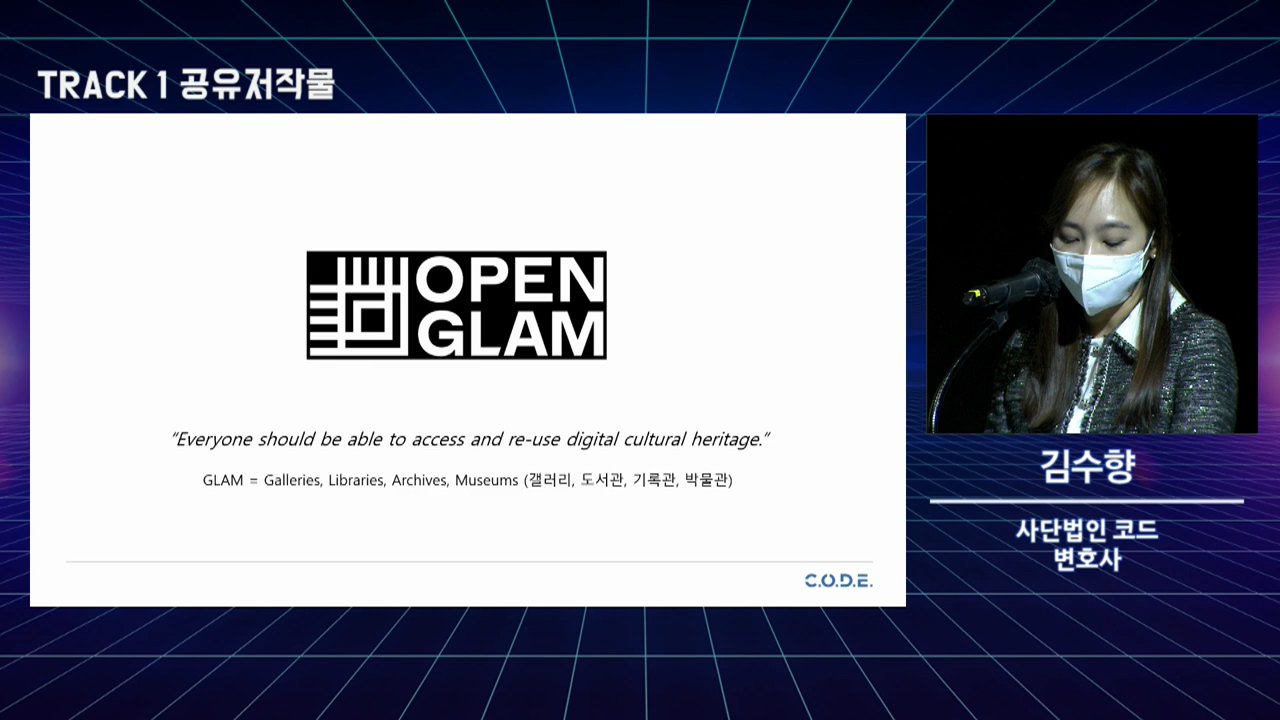 TRACK 1 공유저작물
OPEN
GLAM
“Everyone should be able to access and re-use digital cultural heritage.”
GLAM = Galleries, Libraries, Archives, Museums (갤러리, 도서관, 기록관, 박물관)
C.O.D.E.
김수향
사단법인 코드
변호사